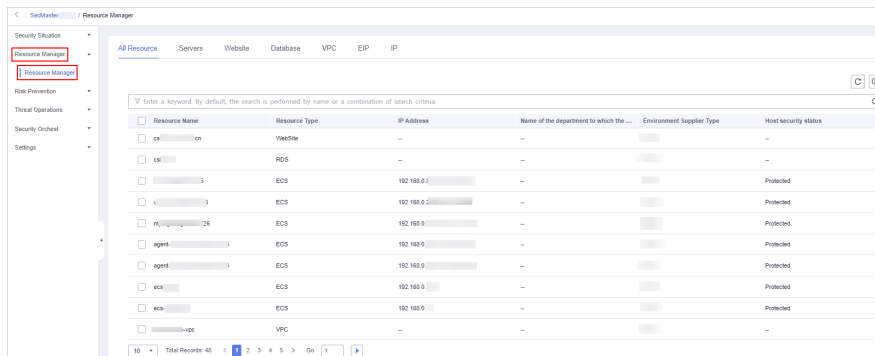 SecMaster / Resource Manager
Security Situation
Resource Manager
Resource Manager
Risk Prevention
Threat Operations
Security Orchest
Settings
All Resource Servers Website Database VPC EIP IP
Enter a keyword. By default, the search is performed by name or a combination of search criteria.
Resource Name Resource Type IP Address Name of the department to which the ... Environment Supplier Type Host security status
cs cn WebSite -- -- --
csl RDS -- -- --
ECS 192.168.0. -- Protected
ECS 192.168.0.2 -- Protected
26 ECS 192.168.0 -- Protected
agent- ECS 192.168.0. -- Protected
agent ECS 192.168.0. -- Protected
ecs ECS 192.168.0. -- Protected
ecs- ECS 192.168.0 -- Protected
-vpc VPC -- -- --
10 Total Records: 48 < 1 2 3 4 5 > Go 1